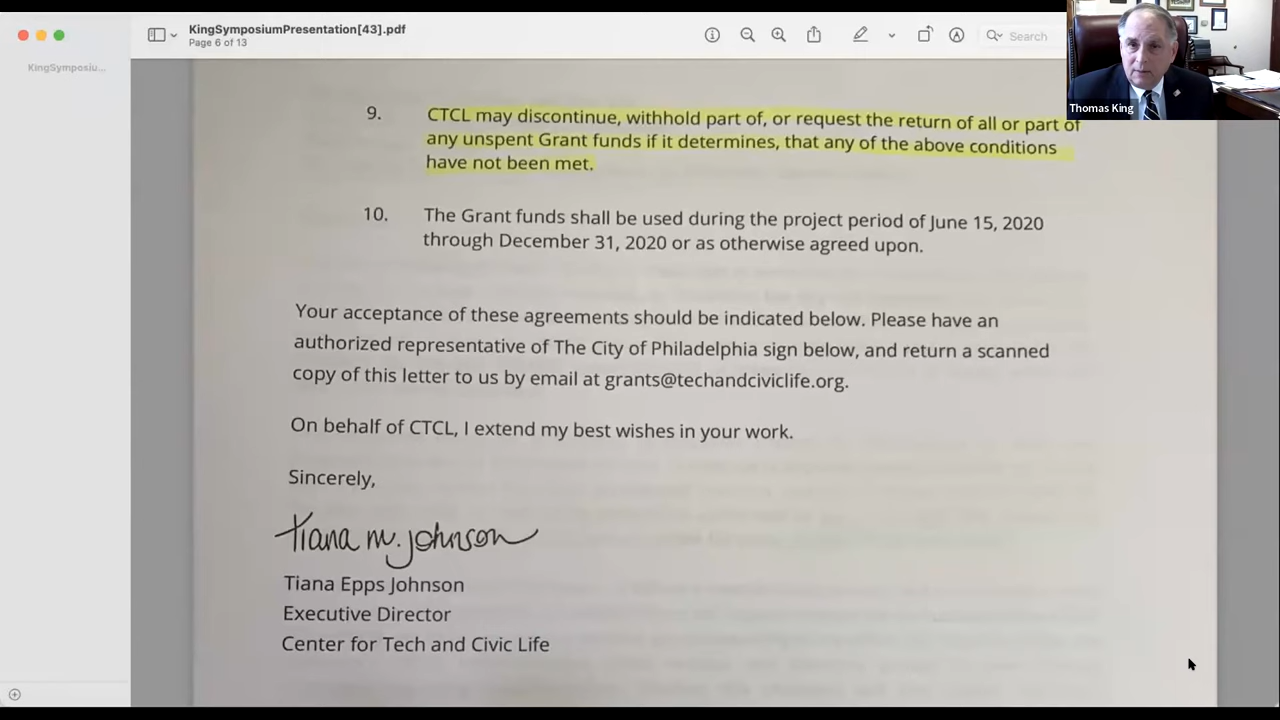 KingSymposiumPresentation[43].pdf
Page 6 of 13
Search
KingSymposiu...
Thomas King
9. CTCL may discontinue, withhold part of, or request the return of all or part of
any unspent Grant funds if it determines, that any of the above conditions
have not been met.
10. The Grant funds shall be used during the project period of June 15, 2020
through December 31, 2020 or as otherwise agreed upon.
Your acceptance of these agreements should be indicated below. Please have an
authorized representative of The City of Philadelphia sign below, and return a scanned
copy of this letter to us by email at grants@techandciviclife.org.
On behalf of CTCL, I extend my best wishes in your work.
Sincerely,
Tiana M. Johnson
Tiana Epps Johnson
Executive Director
Center for Tech and Civic Life